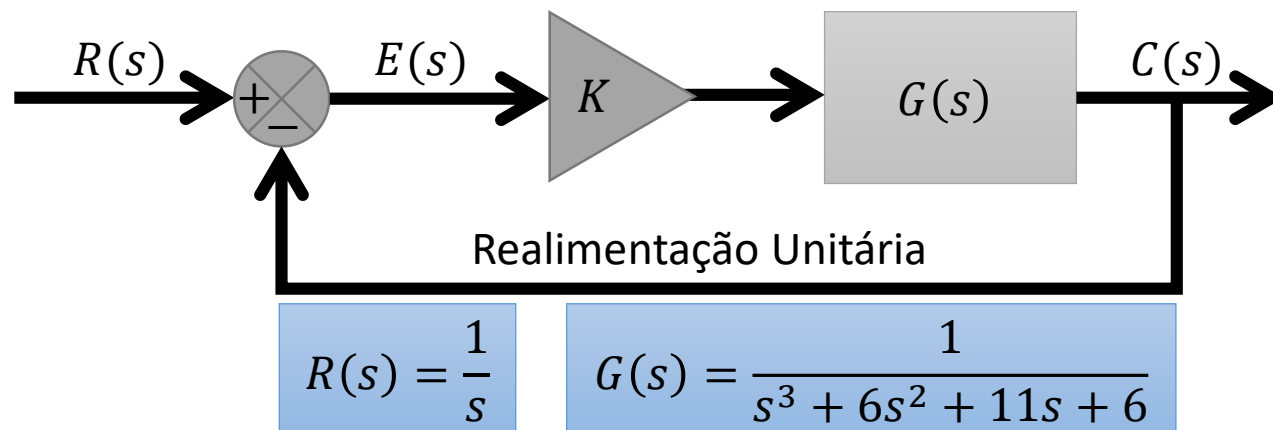 R(s)
+
−
E(s)
K
G(s)
C(s)
Realimentação Unitária
R(s) = 1/s
G(s) = 1/(s³ + 6s² + 11s + 6)